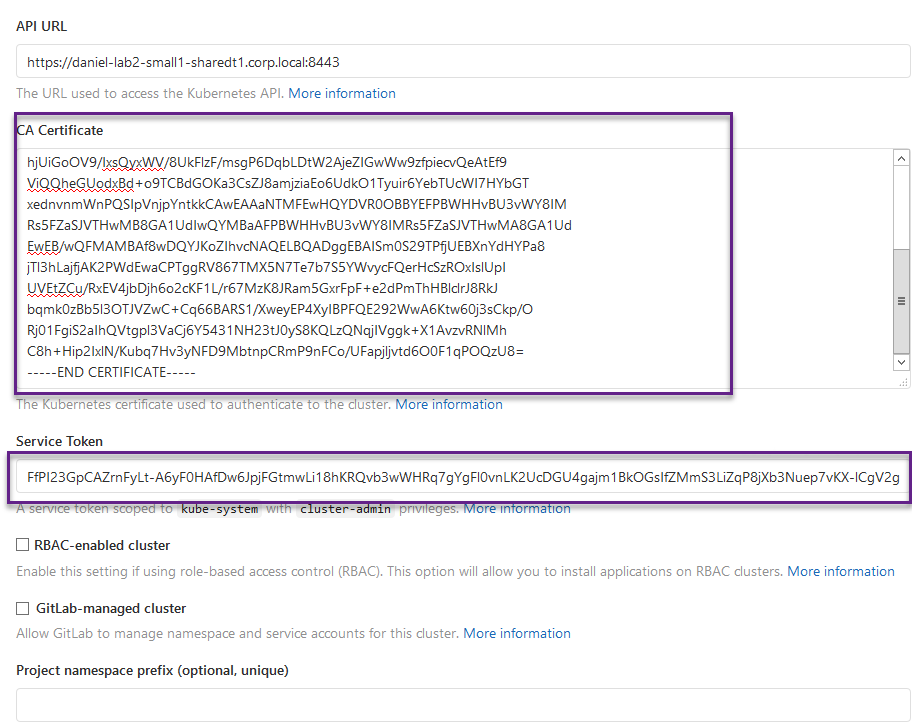 API URL
https://daniel-lab2-small1-sharedt1.corp.local:8443
The URL used to access the Kubernetes API. More information
CA Certificate
hjUiGoOV9/IxsQyxWV/8UkFlzF/msgP6DqbLDtW2AjeZIGwWw9zfpiecvQeAtEf9
ViQQheGUodxBd+o9TCBdGOKa3CsZJ8amjziaEo6UdkO1Tyuir6YebTUcWI7HYbGT
xednvnmWnPQSIpVnjpYntkkCAwEAAaNTMFEwHQYDVR0OBBYEFPBWHHvBU3vWY8IM
Rs5FZaSJVTHwMB8GA1UdIwQYMBaAFPBWHHvBU3vWY8IMRs5FZaSJVTHwMA8GA1Ud
EwEB/wQFMAMBAf8wDQYJKoZIhvcNAQELBQADggEBAISm0S29TPfjUEBXnYdHYPa8
jTl3hLajfjAK2PWdEwaCPTggRV867TMX5N7Te7b7S5YWvycFQerHcSzROxIslUpI
UVEtZCu/RxEV4jbDjh6o2cKF1L/r67MzK8JRam5GxrFpF+e2dPmThHBlclrJ8RkJ
bqmk0zBb5l3OTJVZwC+Cq66BARS1/XweyEP4XyIBPFQE292WwA6Ktw60j3sCkp/O
Rj01FgiS2aIhQVtgpl3VaCj6Y5431NH23tJ0yS8KQLzQNqjIVggk+X1AvzvRNlMh
C8h+Hip2IxlN/Kubq7Hv3yNFD9MbtnpCRmP9nFCo/UFapjljvtd6O0F1qPOQzU8=
-----END CERTIFICATE-----
The Kubernetes certificate used to authenticate to the cluster. More information
Service Token
FfPI23GpCAZrnFyLt-A6yF0HAfDw6JpjFGtmwLi18hKRQvb3wWHRq7gYgFl0vnLK2UcDGU4gajm1BkOGsIfZMmS3LiZqP8jXb3Nuep7vKX-lCgV2g
A service token scoped to kube-system with cluster-admin privileges. More information
RBAC-enabled cluster
Enable this setting if using role-based access control (RBAC). This option will allow you to install applications on RBAC clusters. More information
GitLab-managed cluster
Allow GitLab to manage namespace and service accounts for this cluster. More information
Project namespace prefix (optional, unique)